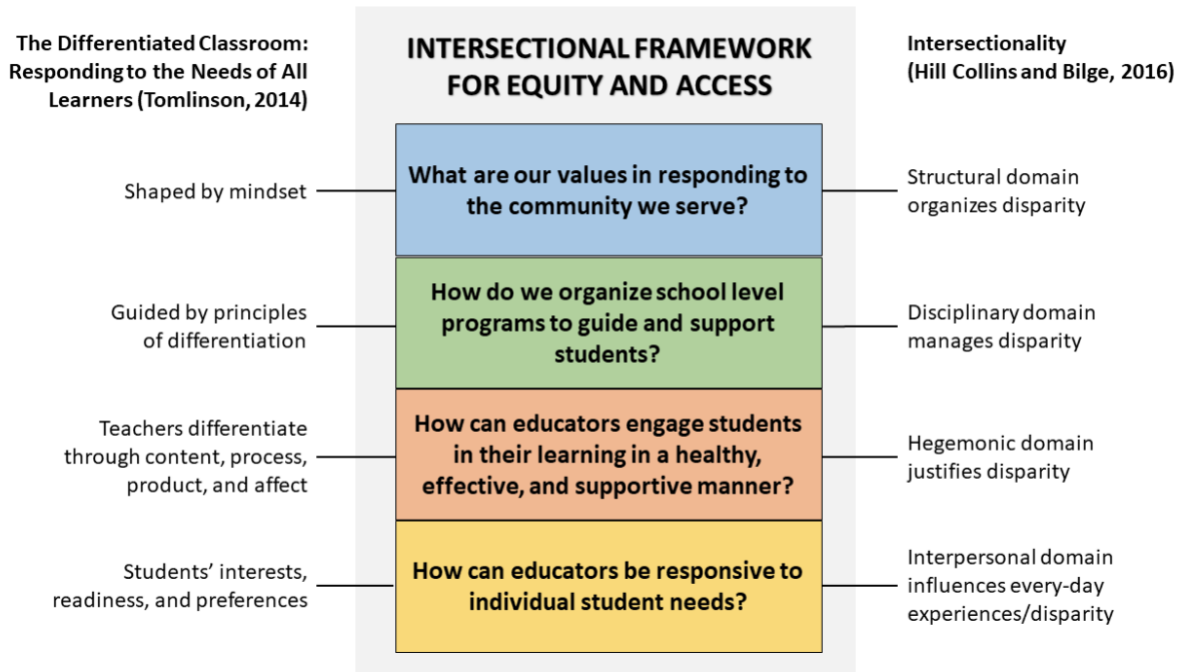 The Differentiated Classroom:
Responding to the Needs of All
Learners (Tomlinson, 2014)
INTERSECTIONAL FRAMEWORK
FOR EQUITY AND ACCESS
Intersectionality
(Hill Collins and Bilge, 2016)
Shaped by mindset
What are our values in responding to
the community we serve?
Structural domain
organizes disparity
Guided by principles
of differentiation
How do we organize school level
programs to guide and support
students?
Disciplinary domain
manages disparity
Teachers differentiate
through content, process,
product, and affect
How can educators engage students
in their learning in a healthy,
effective, and supportive manner?
Hegemonic domain
justifies disparity
Students’ interests,
readiness, and preferences
How can educators be responsive to
individual student needs?
Interpersonal domain
influences every-day
experiences/disparity